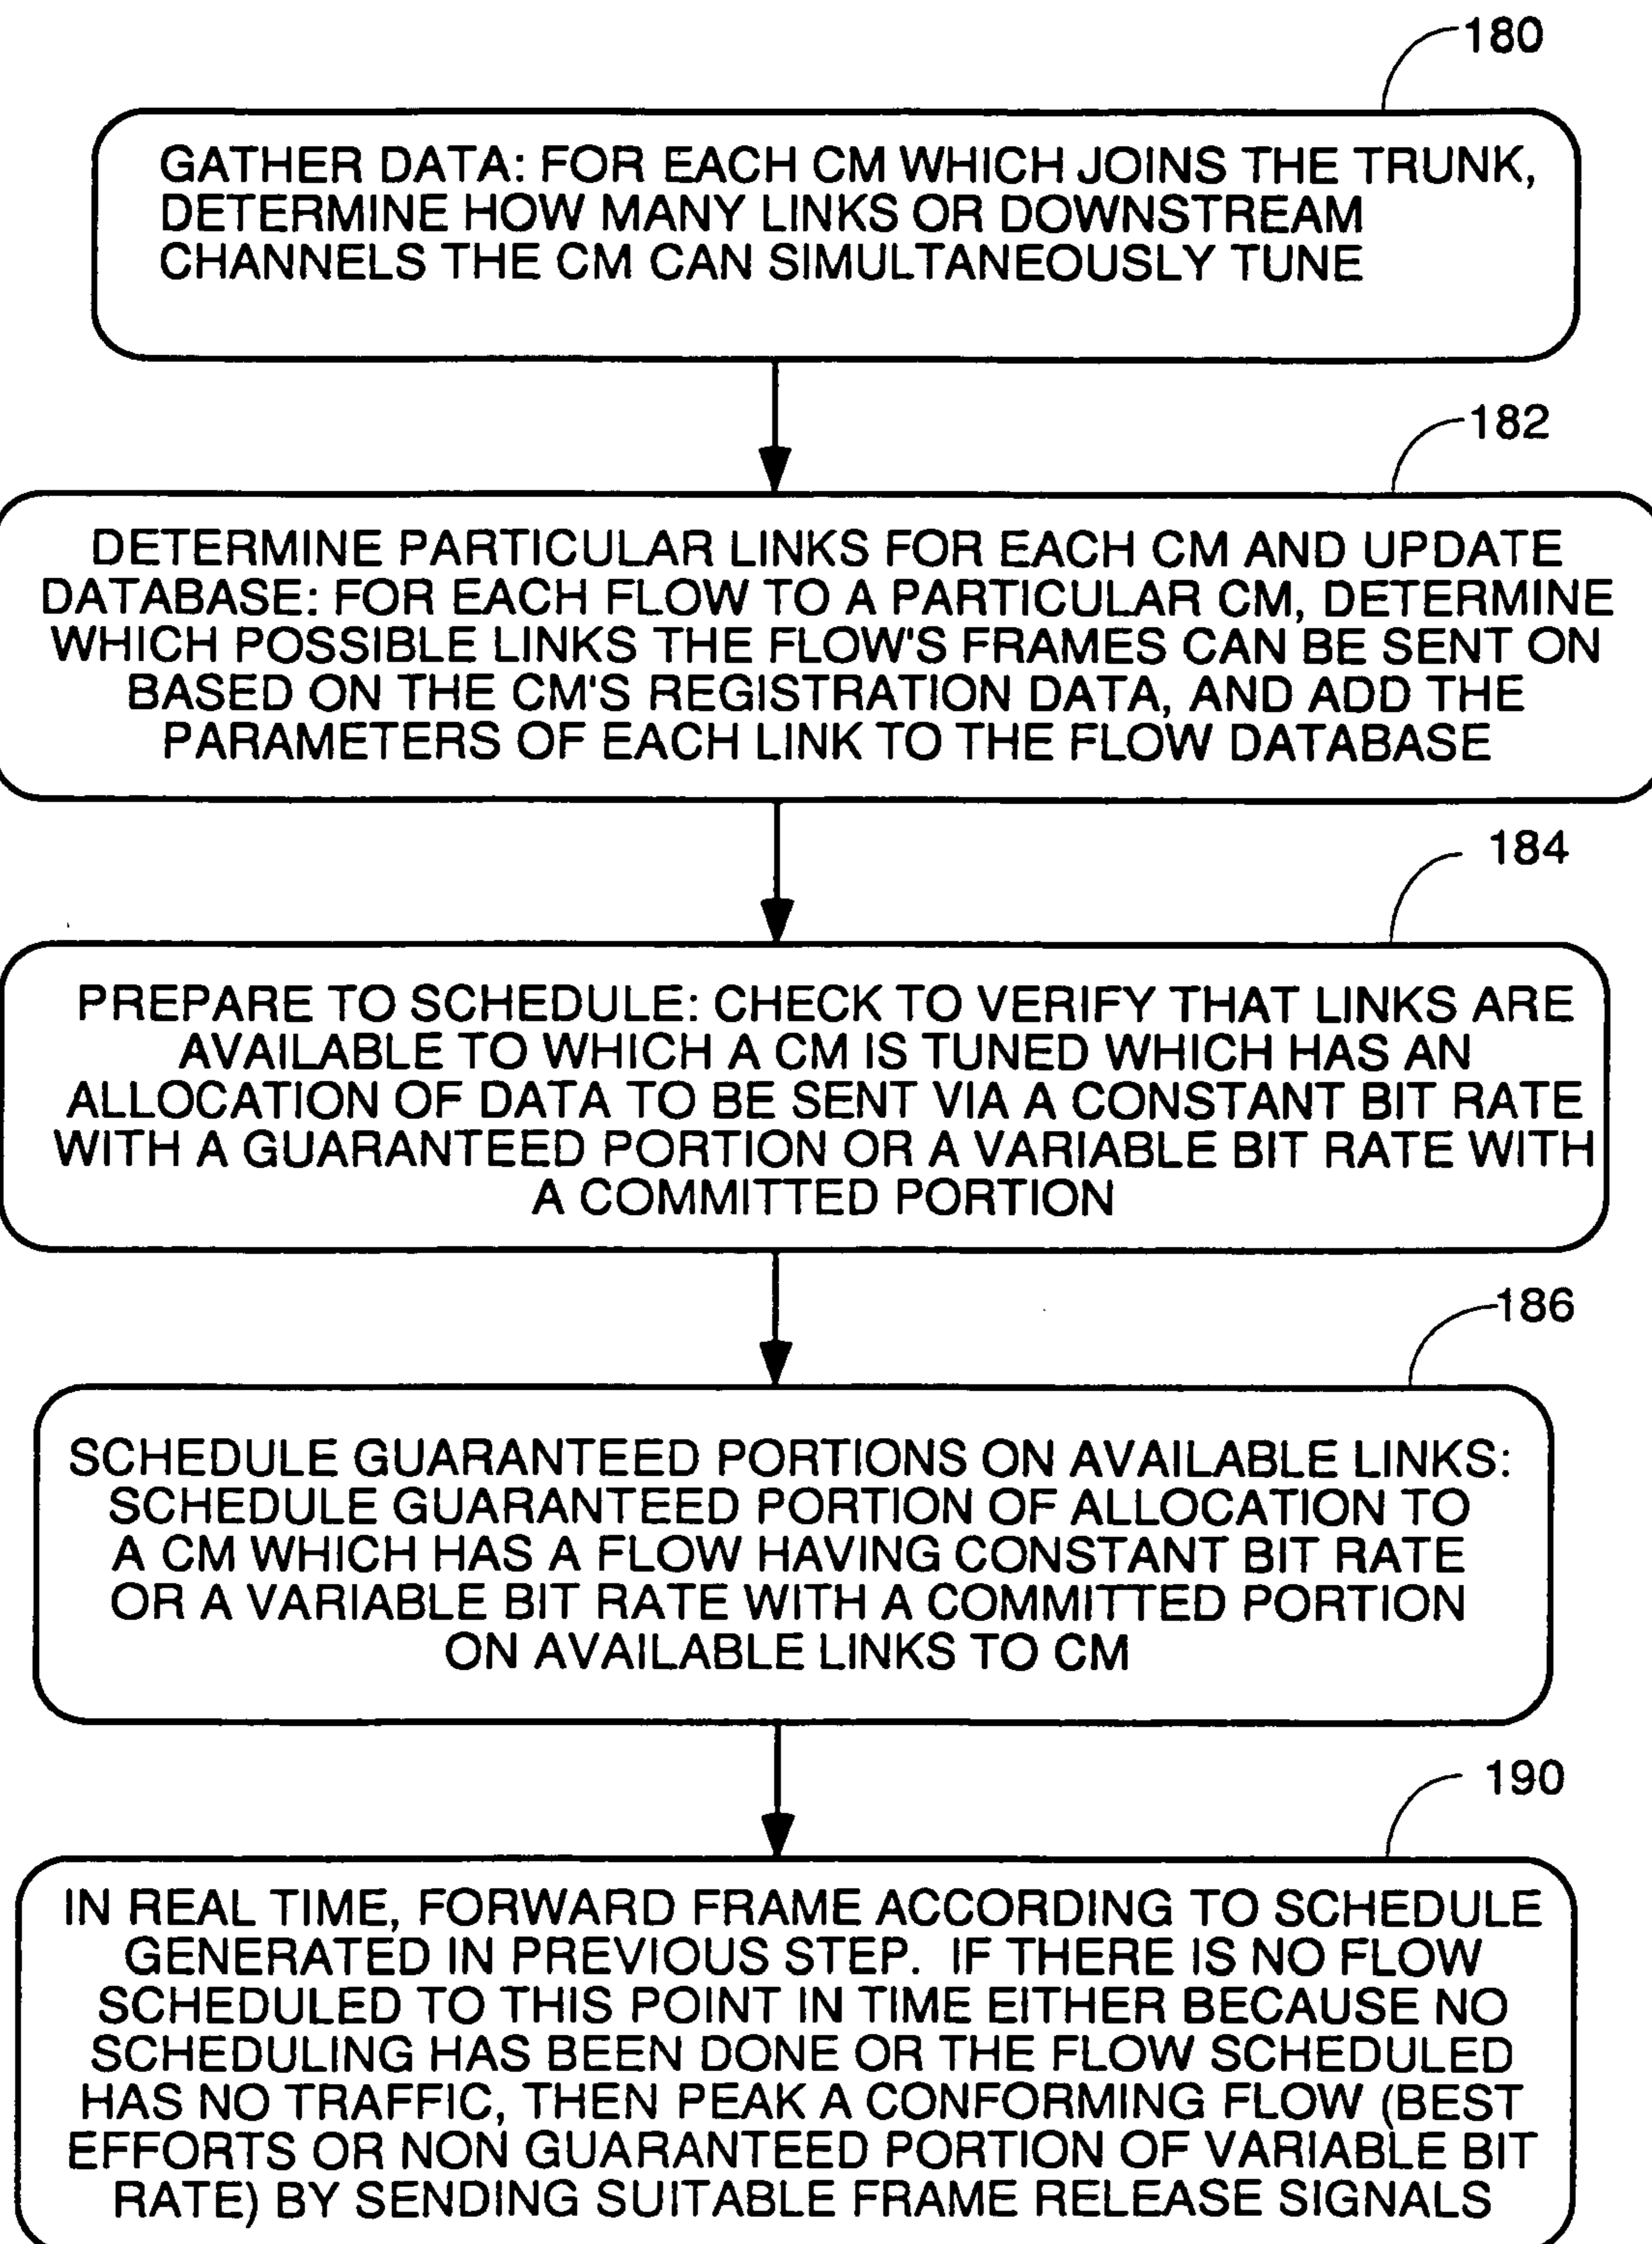 180
GATHER DATA: FOR EACH CM WHICH JOINS THE TRUNK,
DETERMINE HOW MANY LINKS OR DOWNSTREAM
CHANNELS THE CM CAN SIMULTANEOUSLY TUNE
182
DETERMINE PARTICULAR LINKS FOR EACH CM AND UPDATE
DATABASE: FOR EACH FLOW TO A PARTICULAR CM, DETERMINE
WHICH POSSIBLE LINKS THE FLOW'S FRAMES CAN BE SENT ON
BASED ON THE CM'S REGISTRATION DATA, AND ADD THE
PARAMETERS OF EACH LINK TO THE FLOW DATABASE
184
PREPARE TO SCHEDULE: CHECK TO VERIFY THAT LINKS ARE
AVAILABLE TO WHICH A CM IS TUNED WHICH HAS AN
ALLOCATION OF DATA TO BE SENT VIA A CONSTANT BIT RATE
WITH A GUARANTEED PORTION OR A VARIABLE BIT RATE WITH
A COMMITTED PORTION
186
SCHEDULE GUARANTEED PORTIONS ON AVAILABLE LINKS:
SCHEDULE GUARANTEED PORTION OF ALLOCATION TO
A CM WHICH HAS A FLOW HAVING CONSTANT BIT RATE
OR A VARIABLE BIT RATE WITH A COMMITTED PORTION
ON AVAILABLE LINKS TO CM
190
IN REAL TIME, FORWARD FRAME ACCORDING TO SCHEDULE
GENERATED IN PREVIOUS STEP. IF THERE IS NO FLOW
SCHEDULED TO THIS POINT IN TIME EITHER BECAUSE NO
SCHEDULING HAS BEEN DONE OR THE FLOW SCHEDULED
HAS NO TRAFFIC, THEN PEAK A CONFORMING FLOW (BEST
EFFORTS OR NON GUARANTEED PORTION OF VARIABLE BIT
RATE) BY SENDING SUITABLE FRAME RELEASE SIGNALS